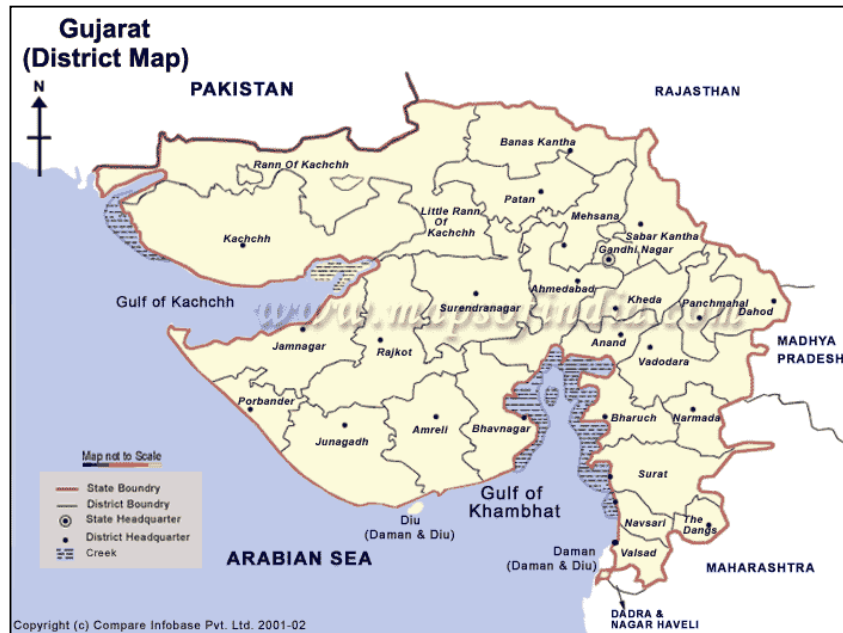 Gujarat
(District Map)
N
PAKISTAN
RAJASTHAN
Banas Kantha
Rann Of Kachchh
Patan
Little Rann
Of
Kachchh
Mehsana
Kachchh
Sabar Kantha
Gandhi Nagar
Gulf of Kachchh
Ahmedabad
Kheda
Panchmahal
Dahod
Surendranagar
www.mapsofindia.com
Jamnagar
Rajkot
Anand
Vadodara
MADHYA
PRADESH
Porbander
Junagadh
Amreli
Bhavnagar
Bharuch
Narmada
Map not to Scale
State Boundry
District Boundry
State Headquarter
District Headquarter
Creek
Surat
Gulf of
Khambhat
Diu
(Daman & Diu)
Navsari
The
Dangs
Valsad
Daman
(Daman & Diu)
ARABIAN SEA
MAHARASHTRA
DADRA &
NAGAR HAVELI
Copyright (c) Compare Infobase Pvt. Ltd. 2001-02